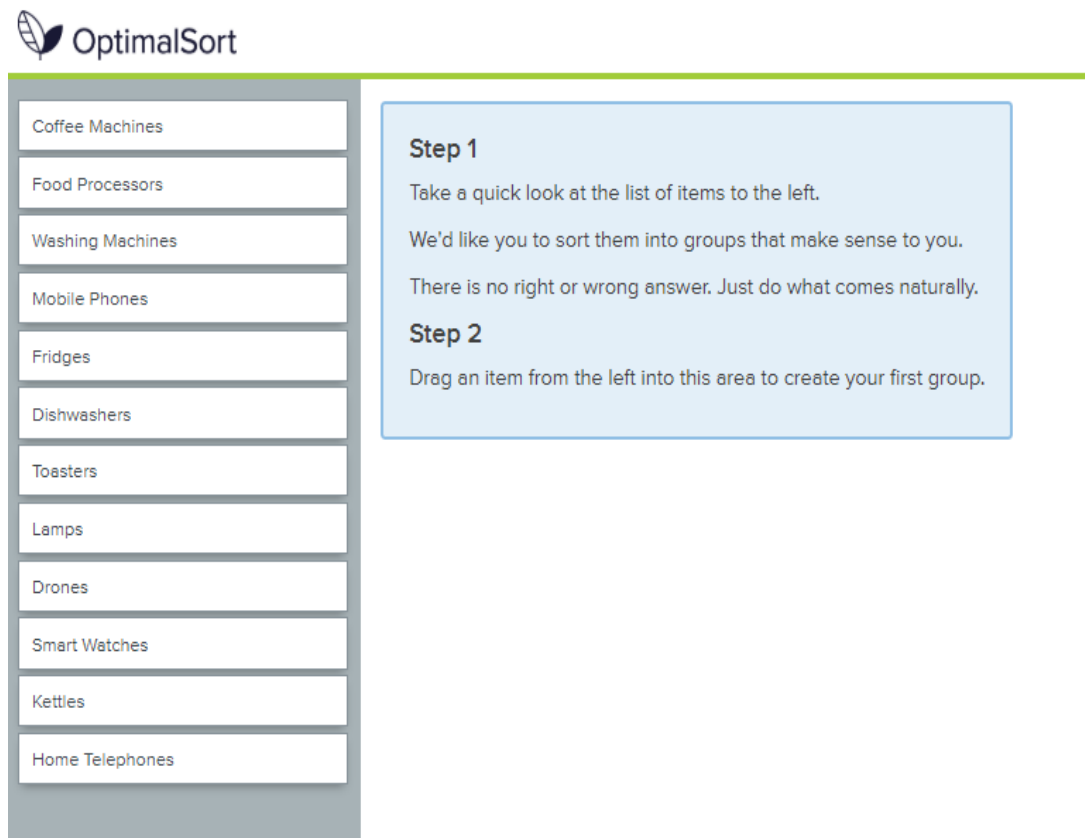 OptimalSort
Coffee Machines
Food Processors
Washing Machines
Mobile Phones
Fridges
Dishwashers
Toasters
Lamps
Drones
Smart Watches
Kettles
Home Telephones
Step 1
Take a quick look at the list of items to the left.
We'd like you to sort them into groups that make sense to you.
There is no right or wrong answer. Just do what comes naturally.
Step 2
Drag an item from the left into this area to create your first group.